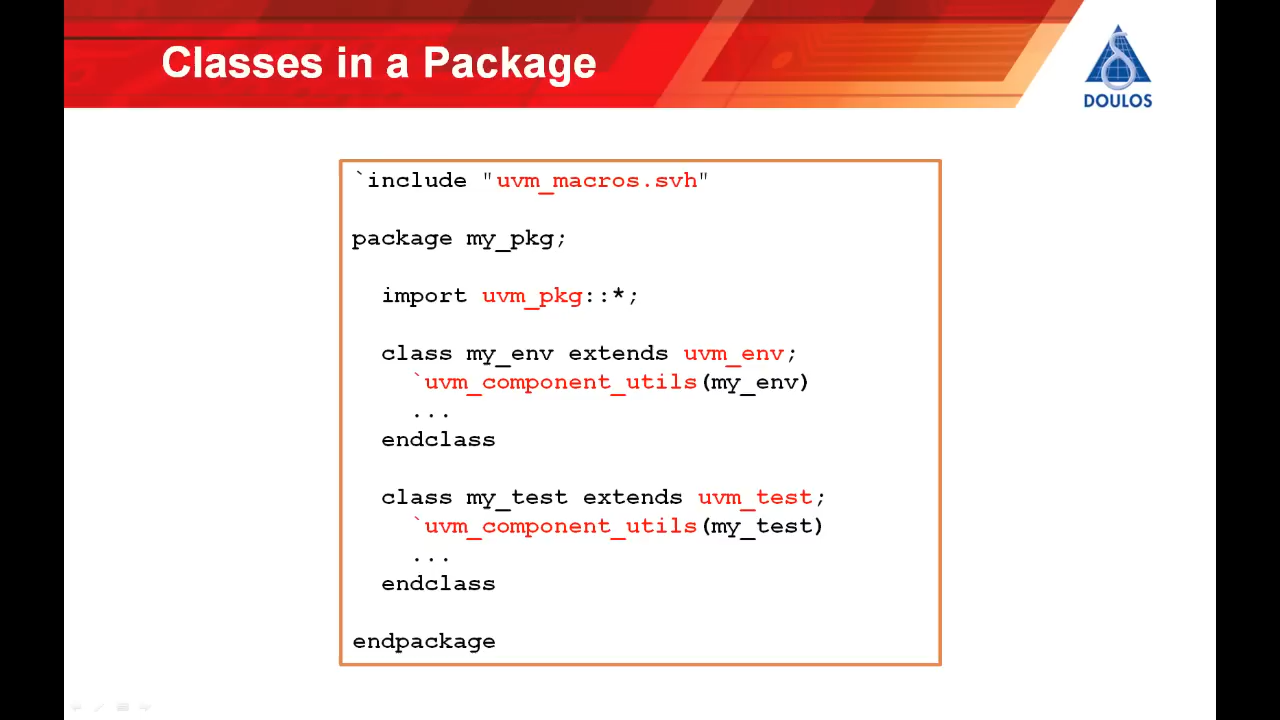 Classes in a Package
DOULOS
`include "uvm_macros.svh"
package my_pkg;
import uvm_pkg::*;
class my_env extends uvm_env;
`uvm_component_utils(my_env)
...
endclass
class my_test extends uvm_test;
`uvm_component_utils(my_test)
...
endclass
endpackage